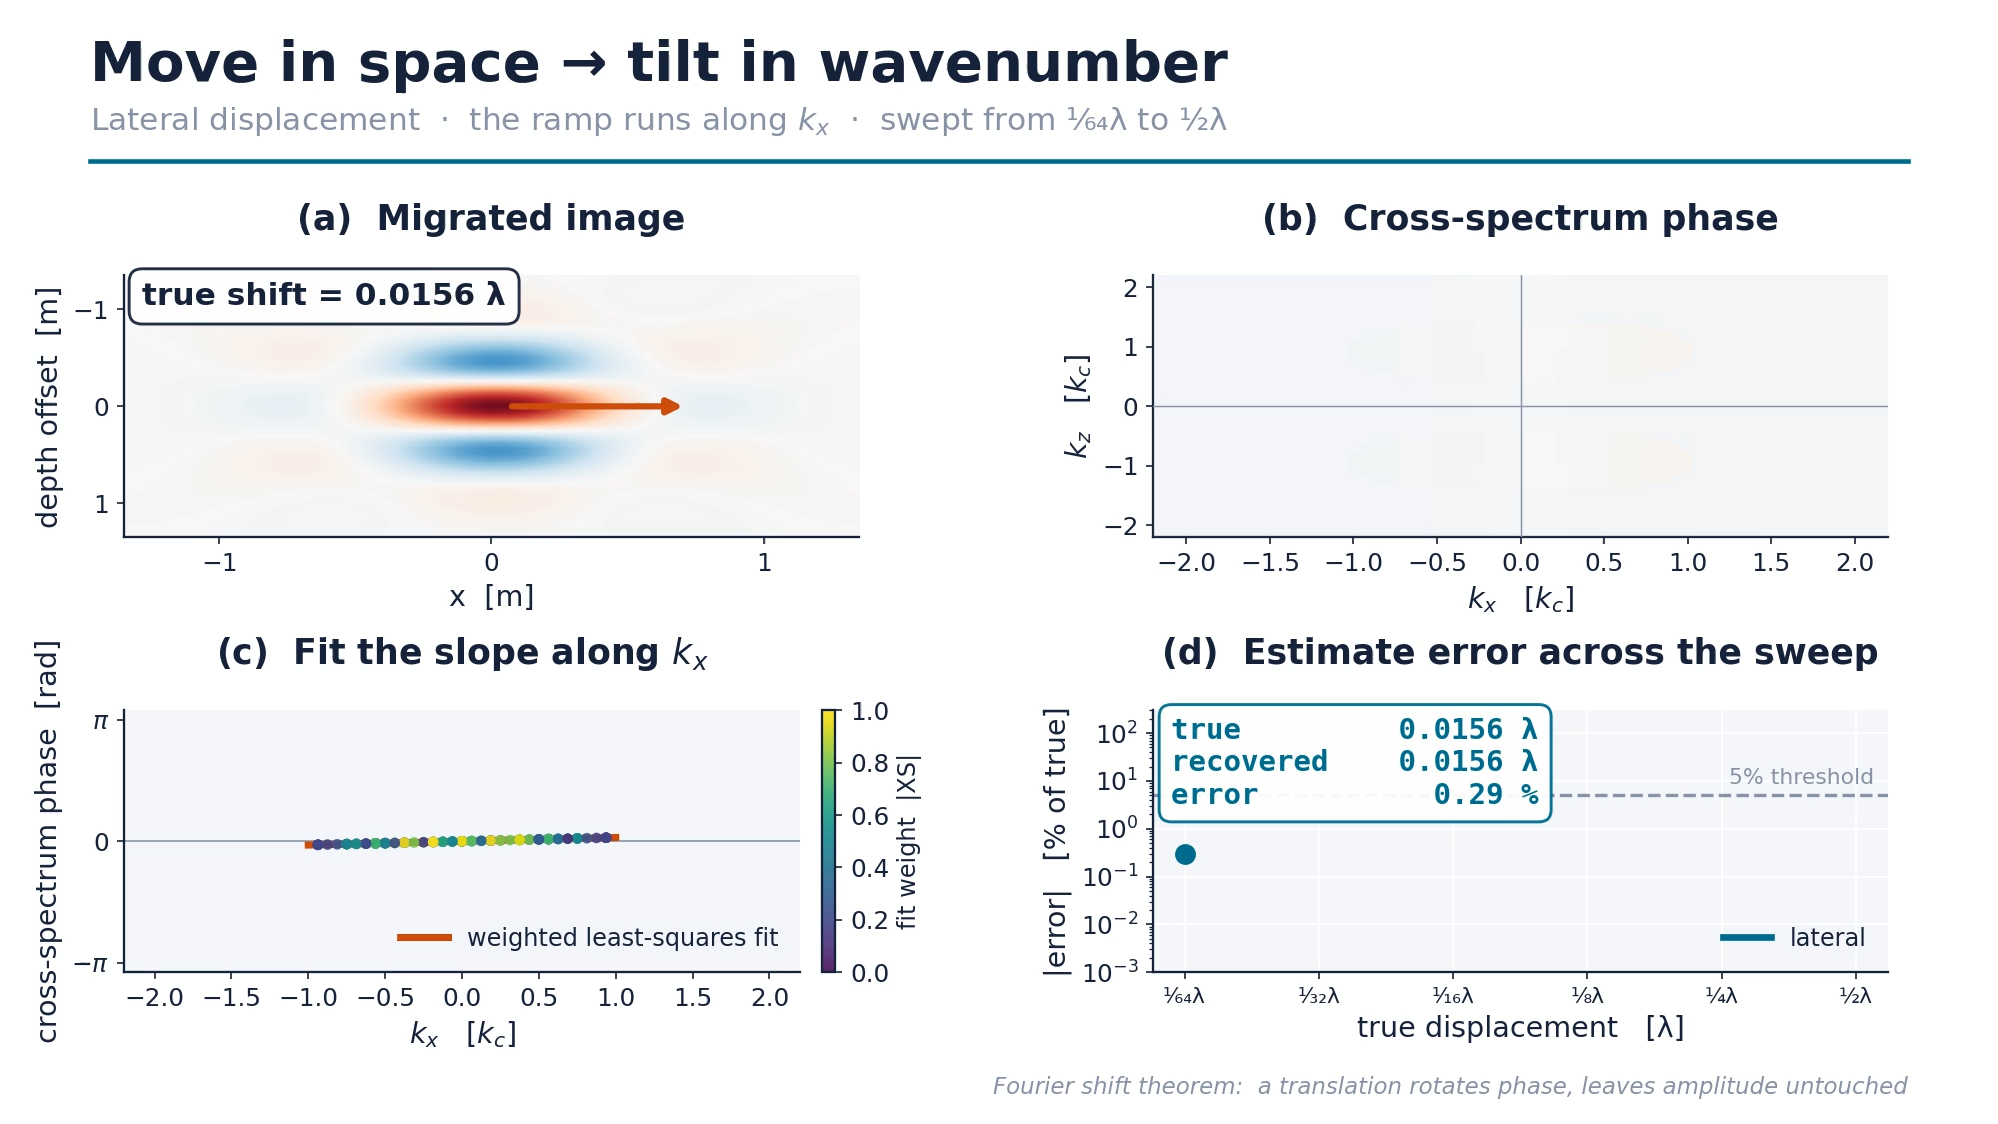 Move in space → tilt in wavenumber
Lateral displacement · the ramp runs along kₓ · swept from ¹⁄₆₄λ to ½λ
(a) Migrated image
true shift = 0.0156 λ
depth offset [m]
−1
0
1
−1
0
1
x [m]
(b) Cross-spectrum phase
k_z [k_c]
2
1
0
−1
−2
−2.0
−1.5
−1.0
−0.5
0.0
0.5
1.0
1.5
2.0
k_x [k_c]
(c) Fit the slope along k_x
cross-spectrum phase [rad]
π
0
−π
weighted least-squares fit
−2.0
−1.5
−1.0
−0.5
0.0
0.5
1.0
1.5
2.0
k_x [k_c]
1.0
0.8
0.6
0.4
0.2
0.0
fit weight |XS|
(d) Estimate error across the sweep
|error| [% of true]
10²
10¹
10⁰
10⁻¹
10⁻²
10⁻³
true 0.0156 λ
recovered 0.0156 λ
error 0.29 %
5% threshold
lateral
¹⁄₆₄λ
¹⁄₃₂λ
¹⁄₁₆λ
⅛λ
¼λ
½λ
true displacement [λ]
Fourier shift theorem: a translation rotates phase, leaves amplitude untouched